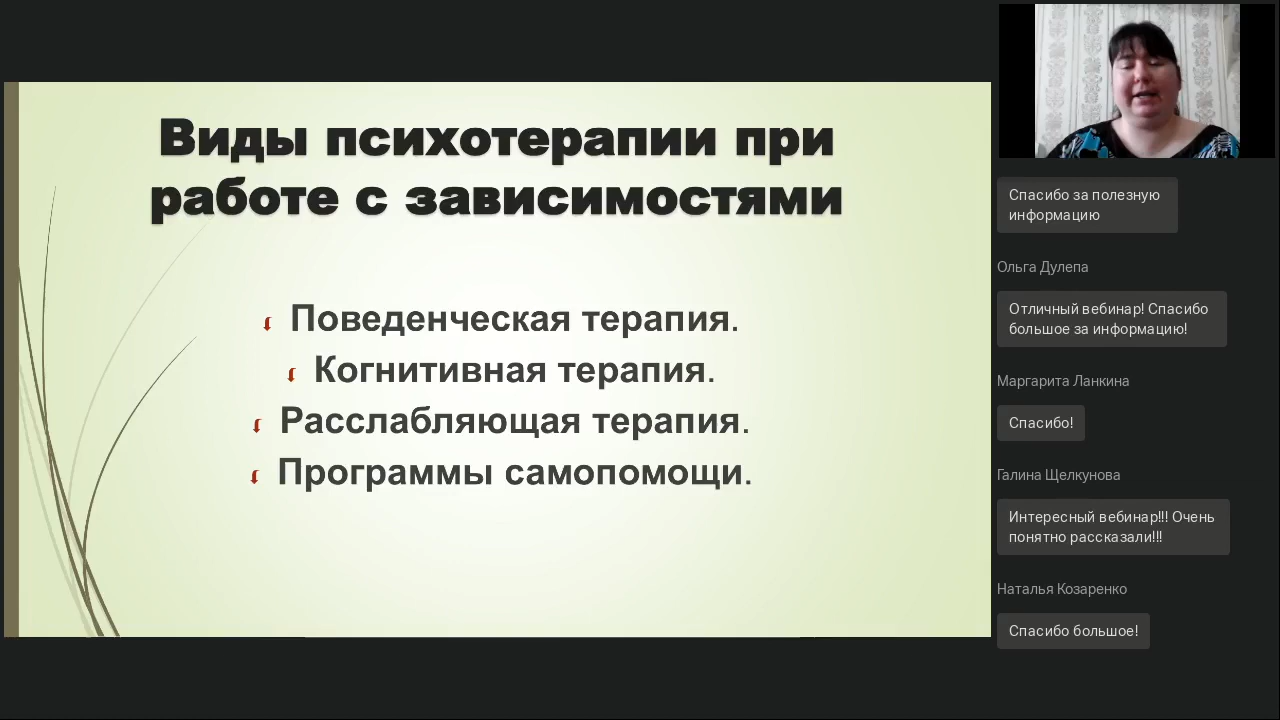 Виды психотерапии при
работе с зависимостями
Поведенческая терапия.
Когнитивная терапия.
Расслабляющая терапия.
Программы самопомощи.
Спасибо за полезную
информацию
Ольга Дулепа
Отличный вебинар! Спасибо
большое за информацию!
Маргарита Ланкина
Спасибо!
Галина Щелкунова
Интересный вебинар!!! Очень
понятно рассказали!!!
Наталья Козаренко
Спасибо большое!